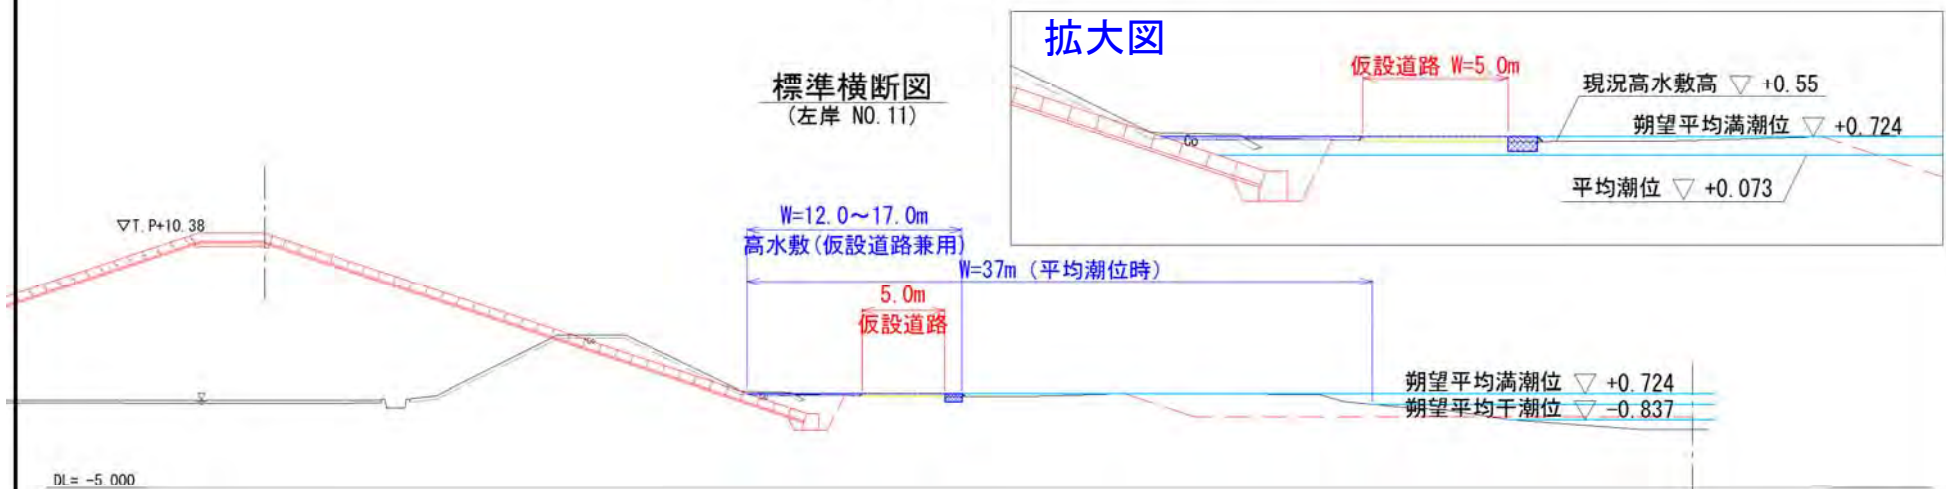 拡大図
仮設道路 W=5.0m
現況高水敷高 ▽ +0.55
朔望平均満潮位 ▽ +0.724
Co
平均潮位 ▽ +0.073
標準横断図
(左岸 NO.11)
▽T.P+10.38
W=12.0〜17.0m
高水敷(仮設道路兼用)
W=37m (平均潮位時)
5.0m
仮設道路
朔望平均満潮位 ▽ +0.724
朔望平均干潮位 ▽ -0.837
DL= -5.000